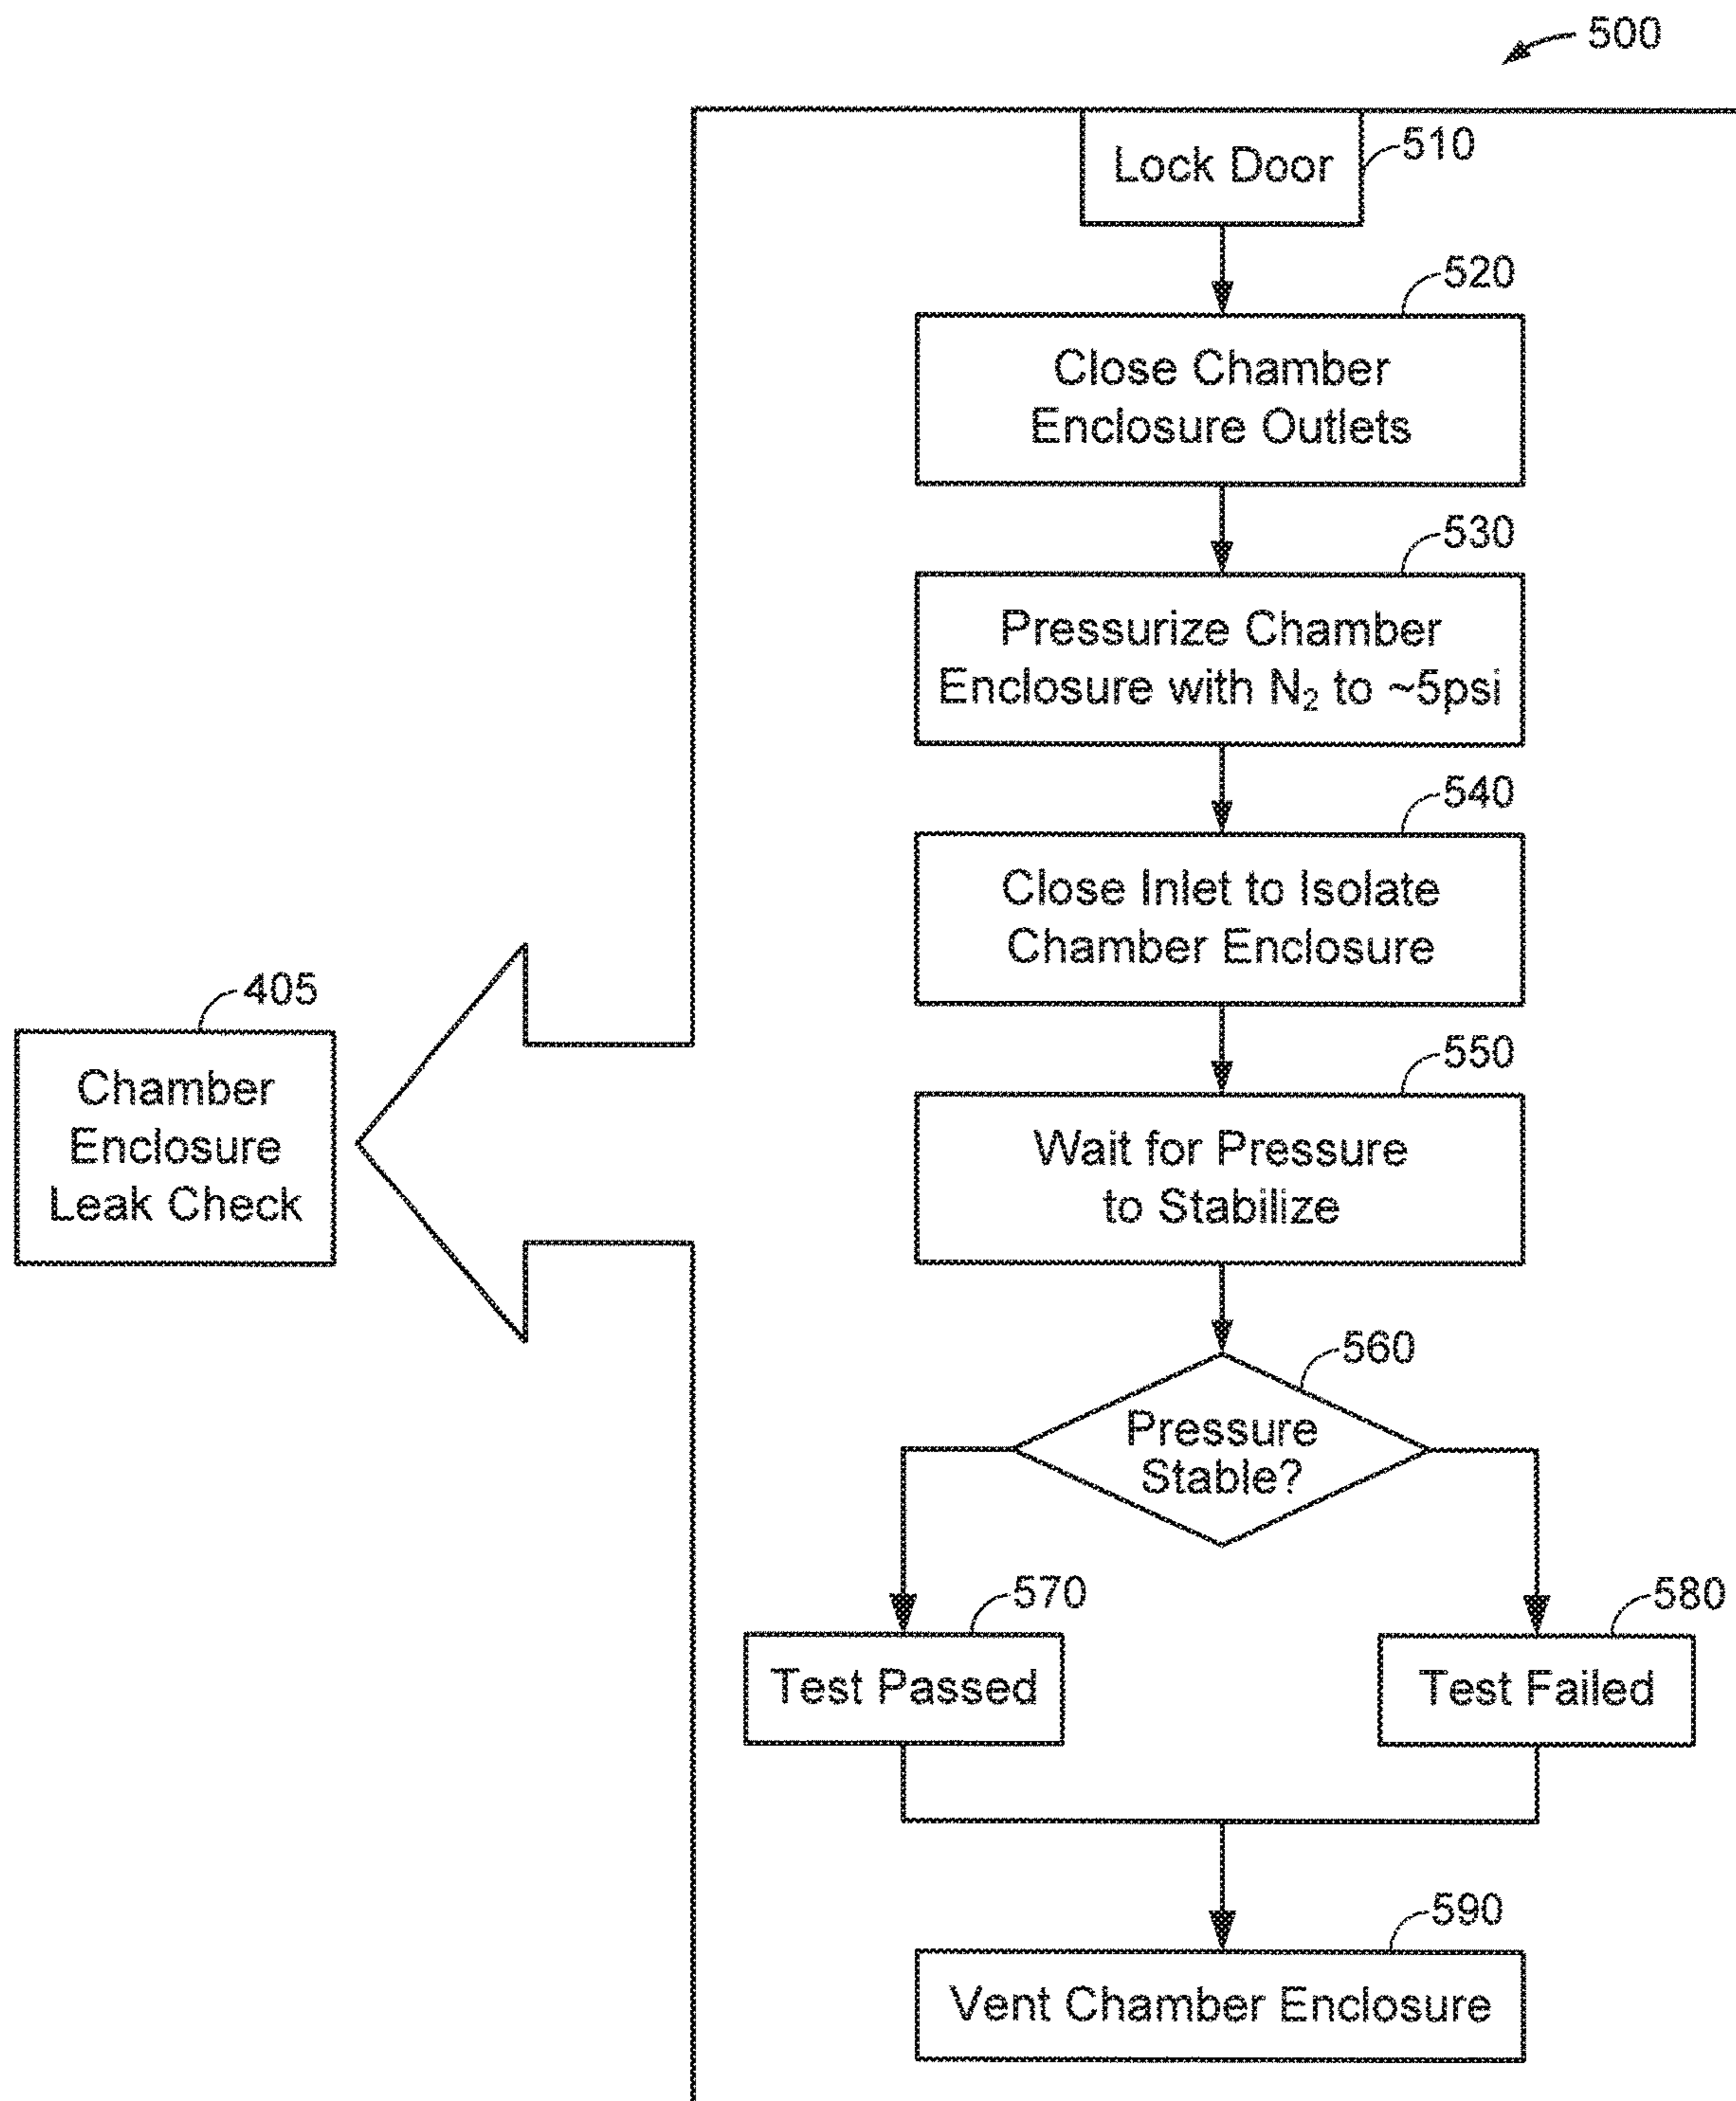 500
Lock Door
510
520
Close Chamber
Enclosure Outlets
530
Pressurize Chamber
Enclosure with N₂ to ~5psi
540
Close Inlet to Isolate
Chamber Enclosure
405
Chamber
Enclosure
Leak Check
550
Wait for Pressure
to Stabilize
560
Pressure
Stable?
570
Test Passed
580
Test Failed
590
Vent Chamber Enclosure